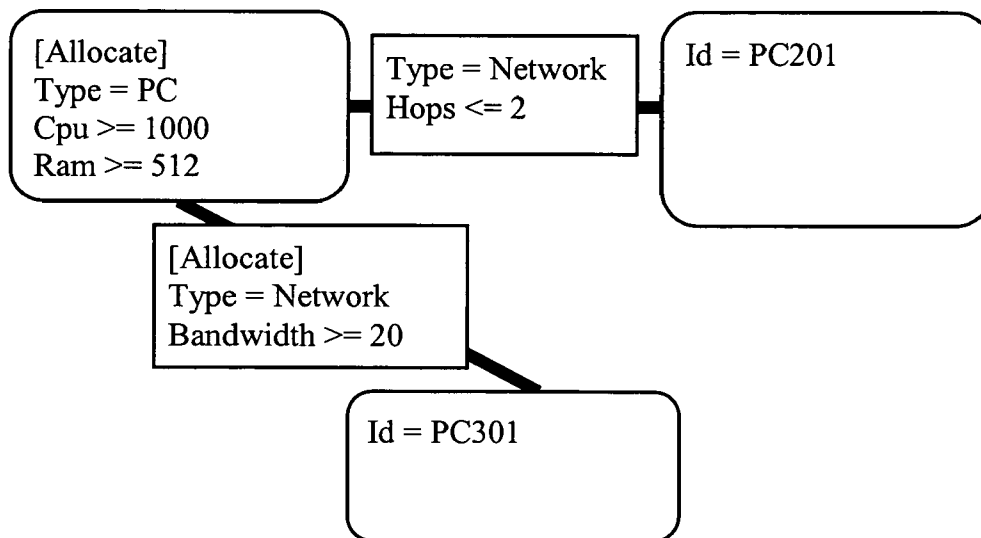 [Allocate]
Type = PC
Cpu >= 1000
Ram >= 512
Type = Network
Hops <= 2
Id = PC201
[Allocate]
Type = Network
Bandwidth >= 20
Id = PC301